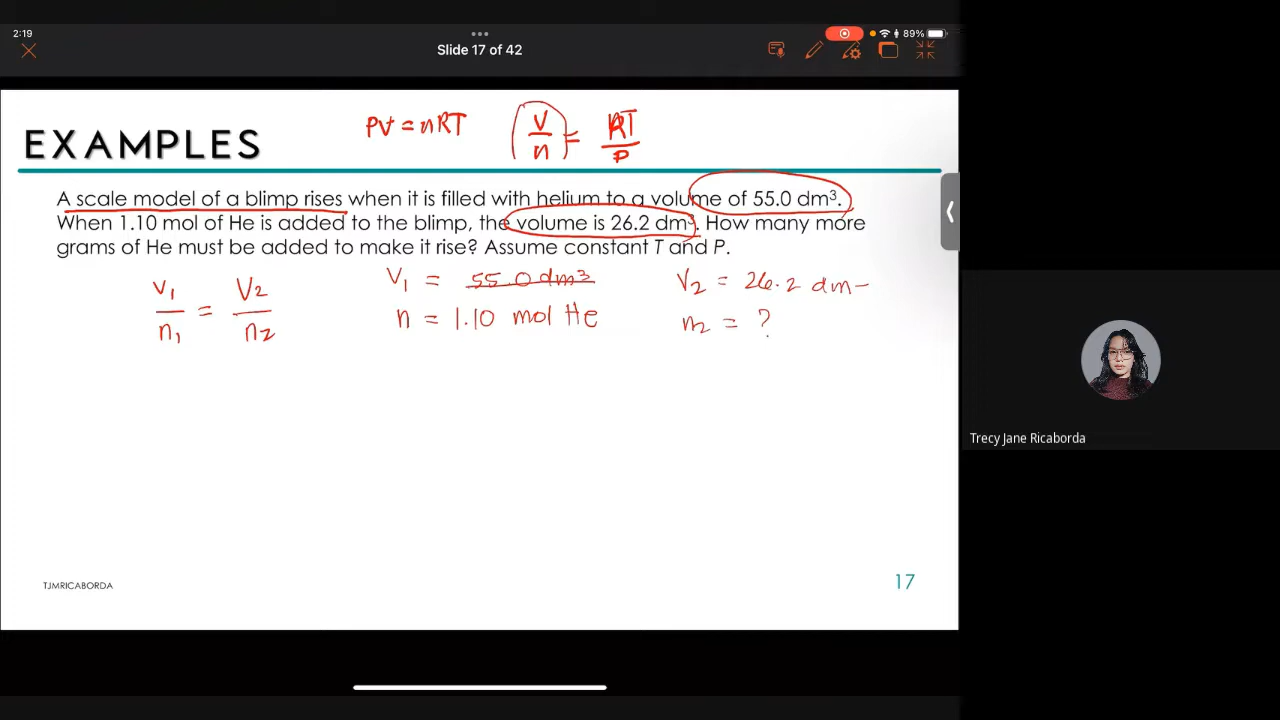 2:19
89%
Slide 17 of 42
EXAMPLES
PV = nRT V/n = RT/P
A scale model of a blimp rises when it is filled with helium to a volume of 55.0 dm³.
When 1.10 mol of He is added to the blimp, the volume is 26.2 dm³. How many more
grams of He must be added to make it rise? Assume constant T and P.
V₁/n₁ = V₂/n₂
V₁ = 55.0 dm³
n = 1.10 mol He
V₂ = 26.2 dm
n₂ = ?
TJMRICABORDA
17
Trecy Jane Ricaborda